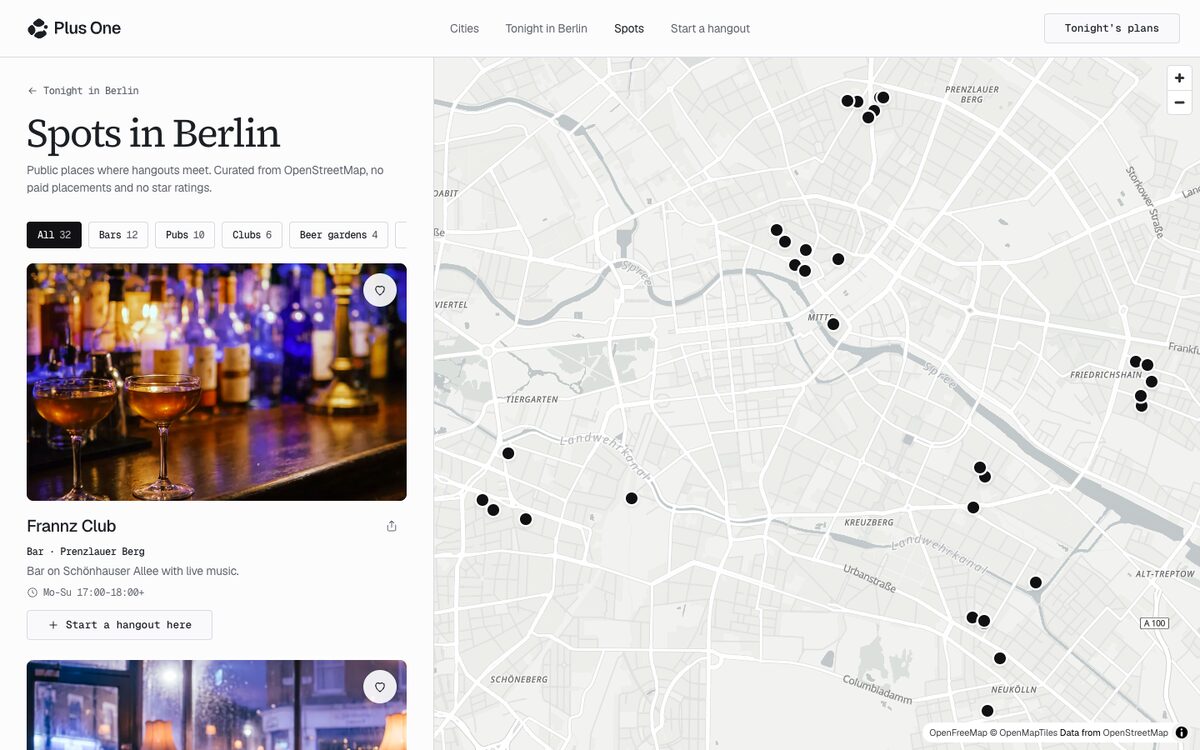 Plus One
Cities
Tonight in Berlin
Spots
Start a hangout
Tonight's plans
← Tonight in Berlin
Spots in Berlin
Public places where hangouts meet. Curated from OpenStreetMap, no
paid placements and no star ratings.
All 32
Bars 12
Pubs 10
Clubs 6
Beer gardens 4
Frannz Club
Bar · Prenzlauer Berg
Bar on Schönhauser Allee with live music.
Mo-Su 17:00-18:00+
+ Start a hangout here
PRENZLAUER
BERG
Storkower Straße
Spree
MITTE
FRIEDRICHSHAIN
Spree
TIERGARTEN
Landwehrkanal
KREUZBERG
Landwehrkanal
Urbanstraße
ALT-TREPTOW
A 100
SCHÖNEBERG
Columbiadamm
NEUKÖLLN
+
−
OpenFreeMap © OpenMapTiles Data from OpenStreetMap